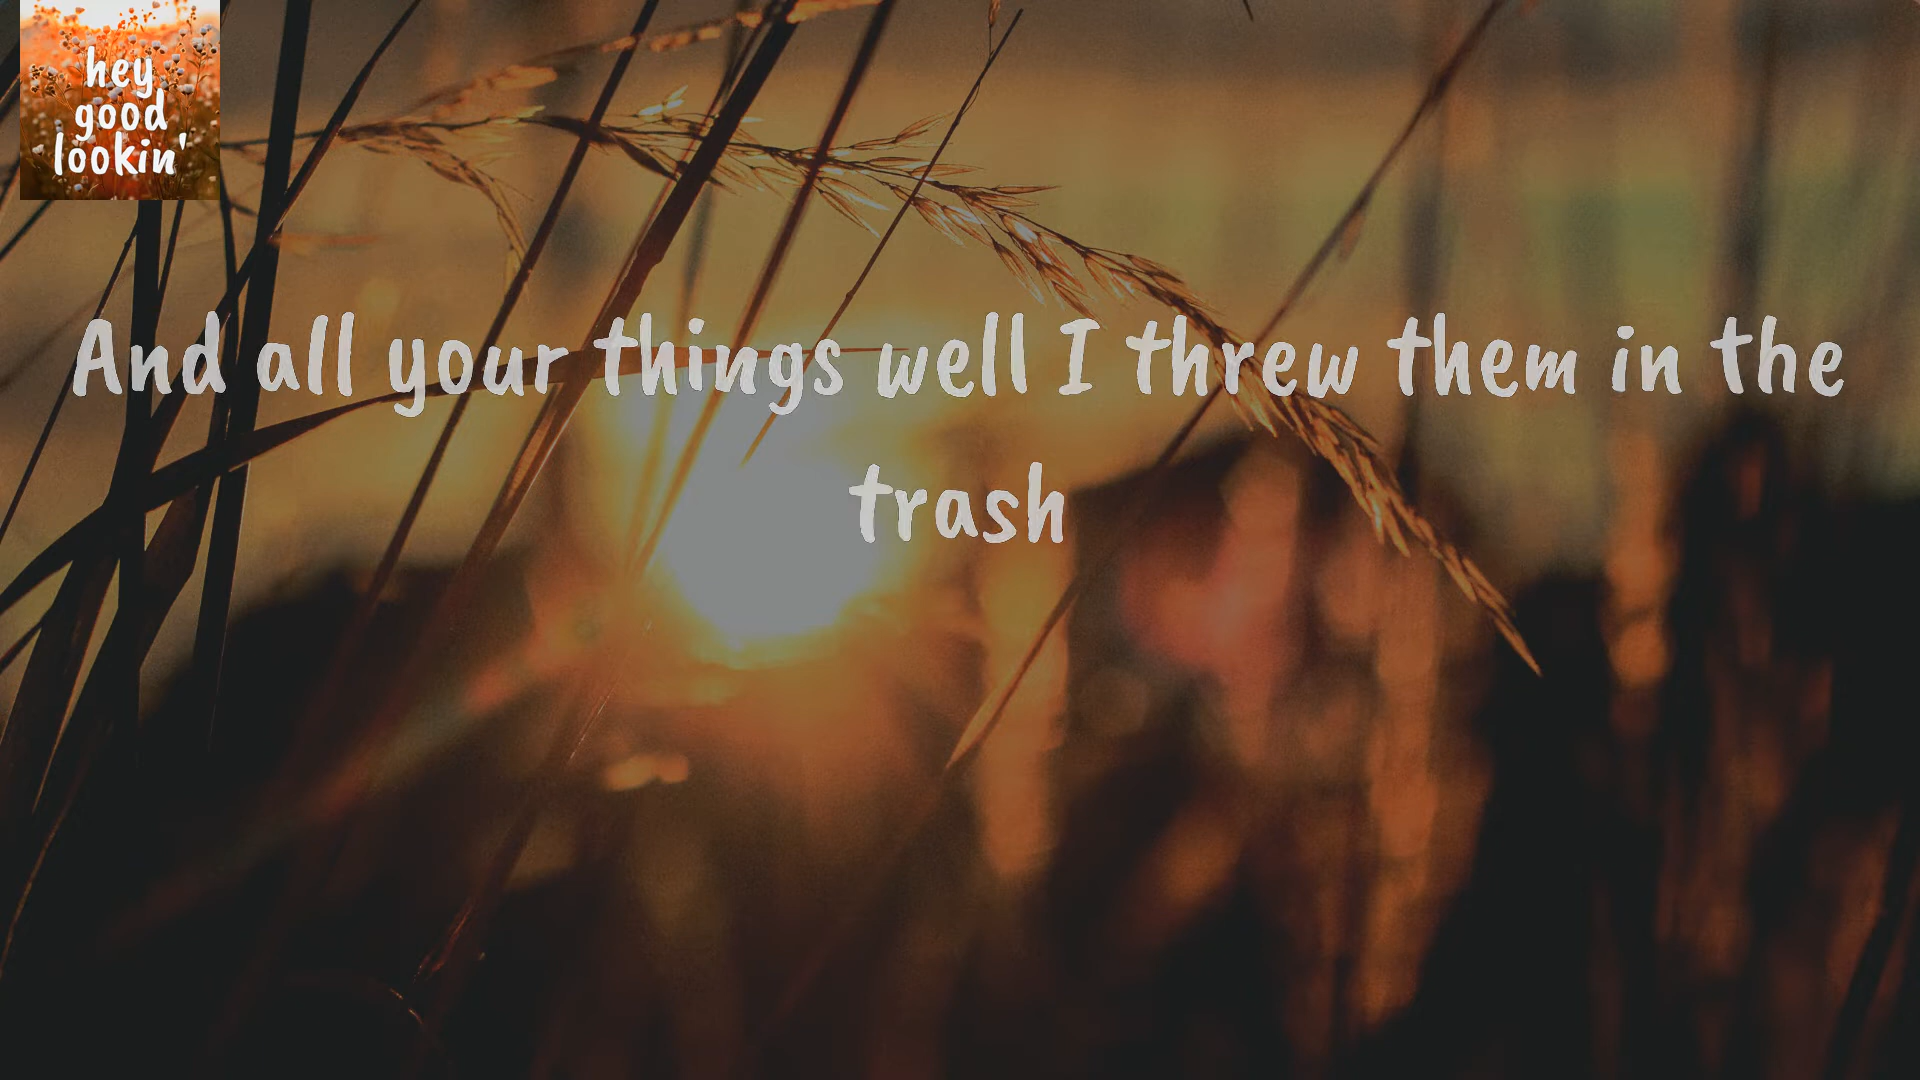 hey
good
lookin'
And all your things well I threw them in the
trash